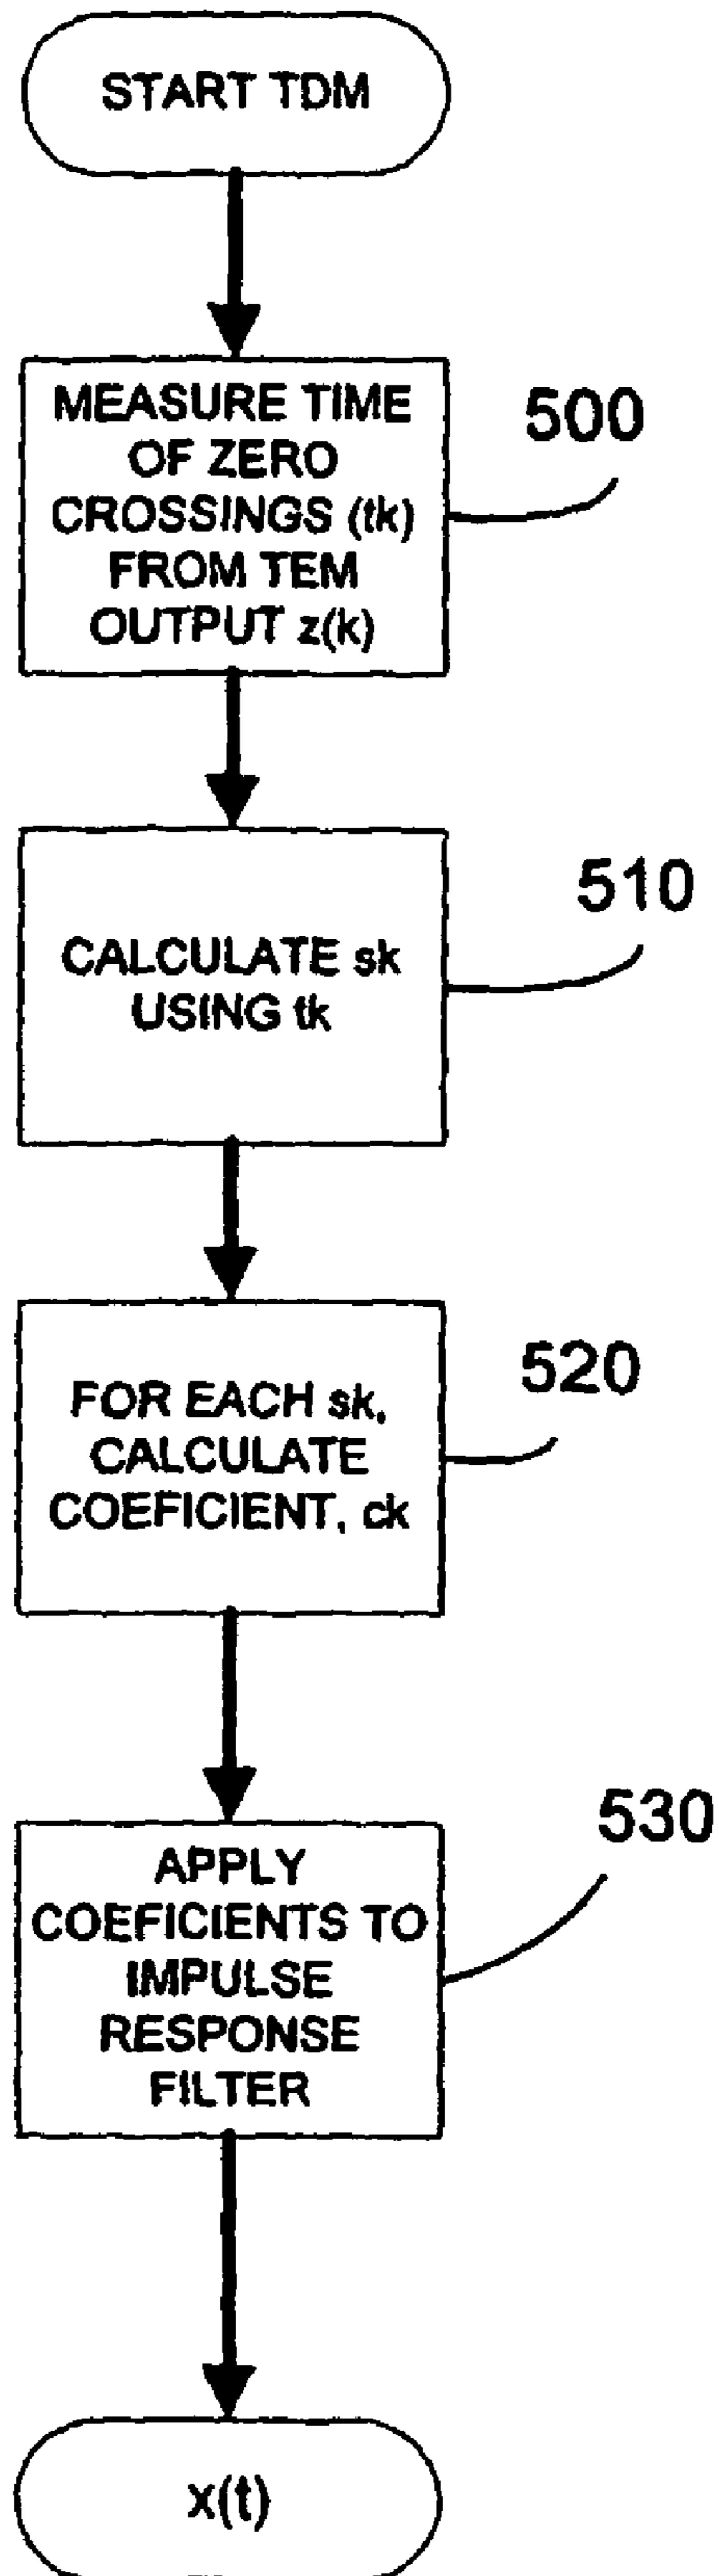 START TDM
MEASURE TIME
OF ZERO
CROSSINGS (tk)
FROM TEM
OUTPUT z(k)
500
CALCULATE sk
USING tk
510
FOR EACH sk,
CALCULATE
COEFICIENT, ck
520
APPLY
COEFICIENTS TO
IMPULSE
RESPONSE
FILTER
530
x(t)